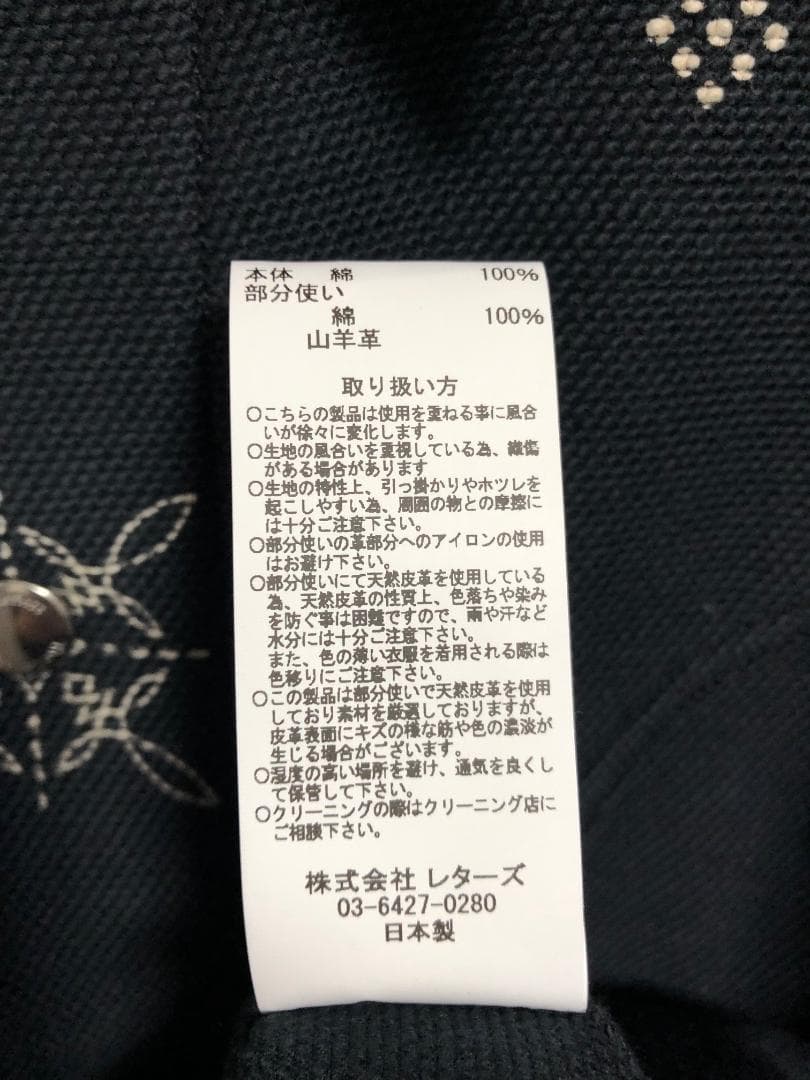 本体　綿　100%
部分使い
綿　100%
山羊革
取り扱い方
○こちらの製品は使用を重ねる事に風合
いが徐々に変化します。
○生地の風合いを重視している為、織傷
がある場合があります
○生地の特性上、引っ掛かりやホツレを
起こしやすい為、周囲の物との摩擦に
は十分ご注意下さい。
○部分使いの革部分へのアイロンの使用
はお避け下さい。
○部分使いにて天然皮革を使用している
為、天然皮革の性質上、色落ちや染み
を防ぐ事は困難ですので、雨や汗など
水分には十分ご注意下さい。
また、色の薄い衣服を着用される際は
色移りにご注意下さい。
○この製品は部分使いで天然皮革を使用
しており素材を厳選しておりますが、
皮革表面にキズの様な筋や色の濃淡が
生じる場合がございます。
○湿度の高い場所を避け、通気を良くし
て保管して下さい。
○クリーニングの際はクリーニング店に
ご相談下さい。
株式会社 レターズ
03-6427-0280
日本製